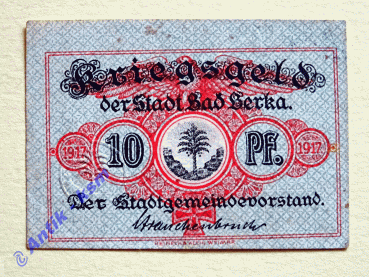 Kriegsgeld
der Stadt Bad Berka.
1917 10 PF. 1917
Der Stadtgemeindevorstand.